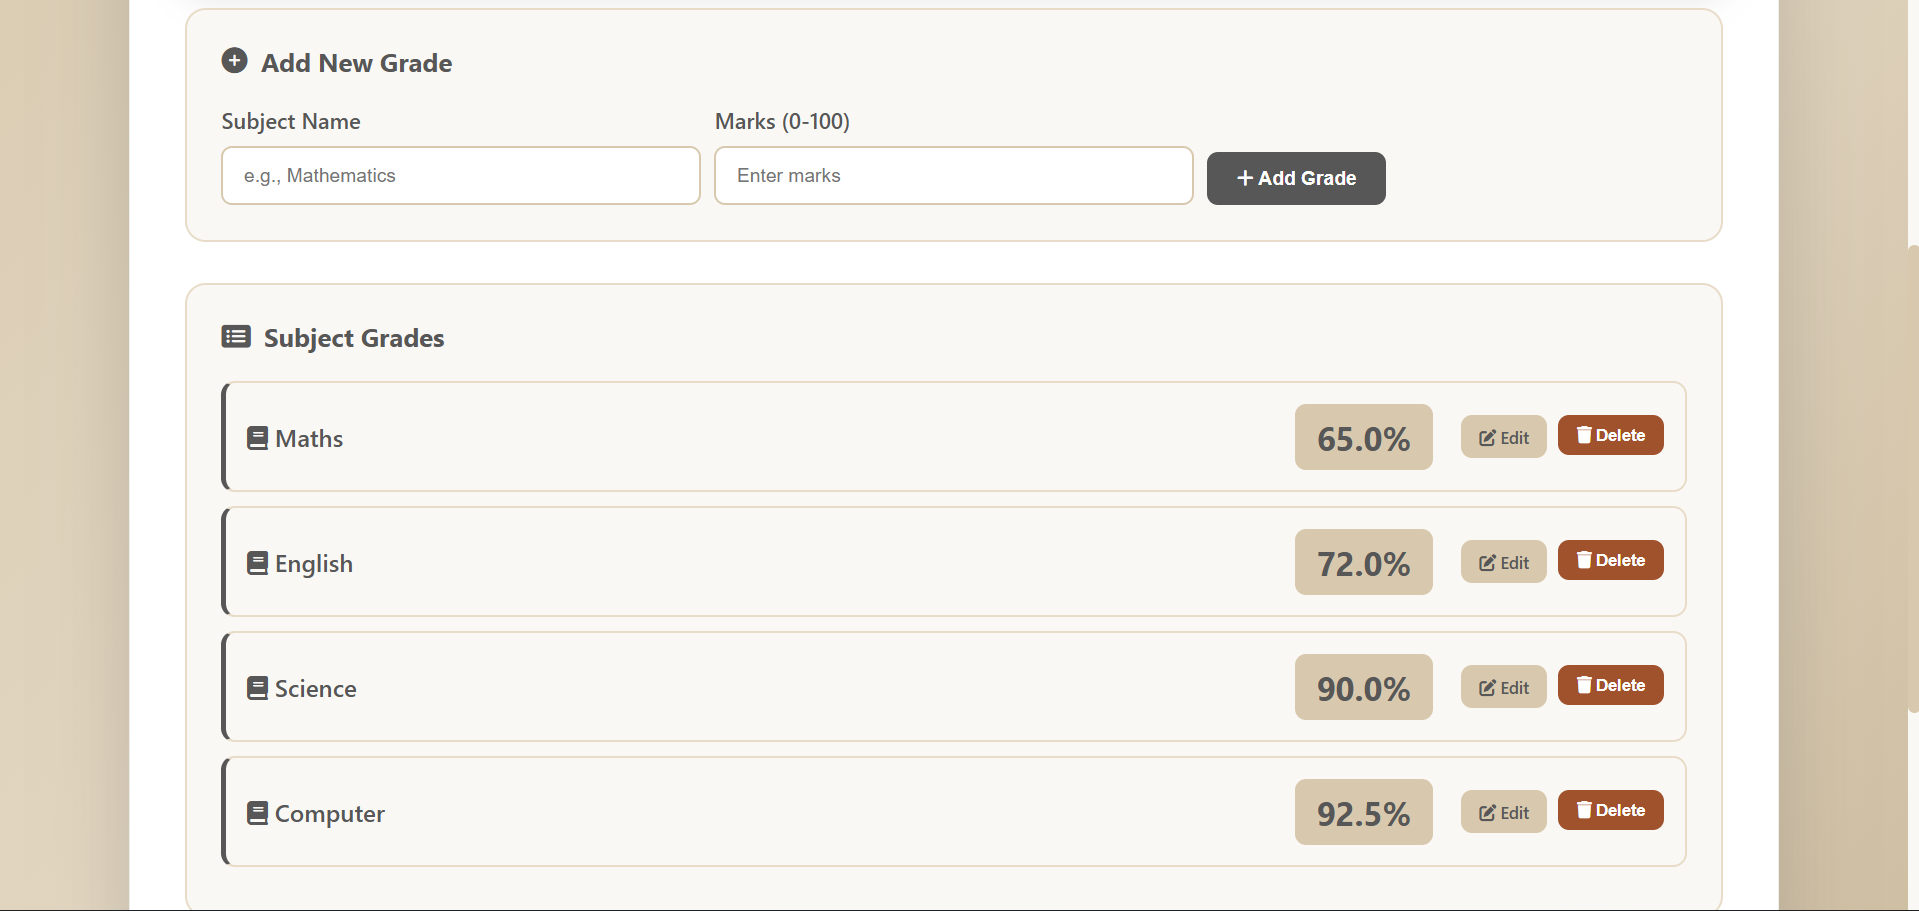 Add New Grade
Subject Name Marks (0-100)
e.g., Mathematics Enter marks + Add Grade
Subject Grades
Maths 65.0% Edit Delete
English 72.0% Edit Delete
Science 90.0% Edit Delete
Computer 92.5% Edit Delete